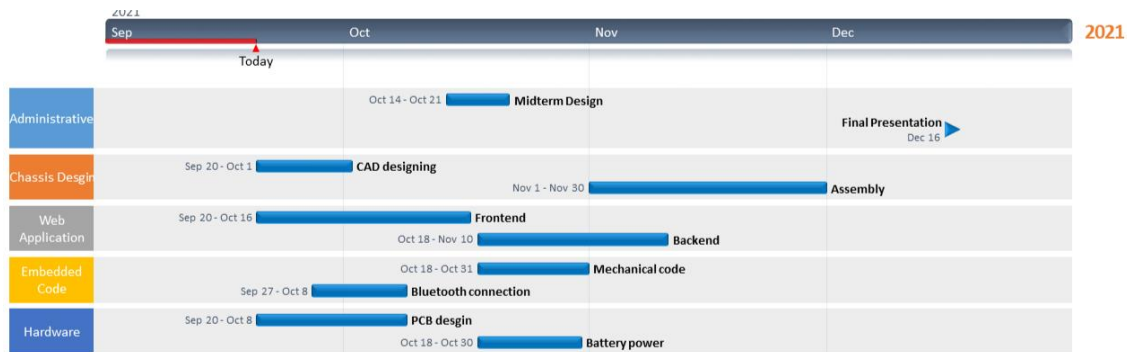 2021
Sep Oct Nov Dec 2021
Today
Administrative
Oct 14 - Oct 21 Midterm Design
Final Presentation
Dec 16
Chassis Desgin
Sep 20 - Oct 1 CAD designing
Nov 1 - Nov 30 Assembly
Web
Application
Sep 20 - Oct 16 Frontend
Oct 18 - Nov 10 Backend
Embedded
Code
Oct 18 - Oct 31 Mechanical code
Sep 27 - Oct 8 Bluetooth connection
Hardware
Sep 20 - Oct 8 PCB desgin
Oct 18 - Oct 30 Battery power